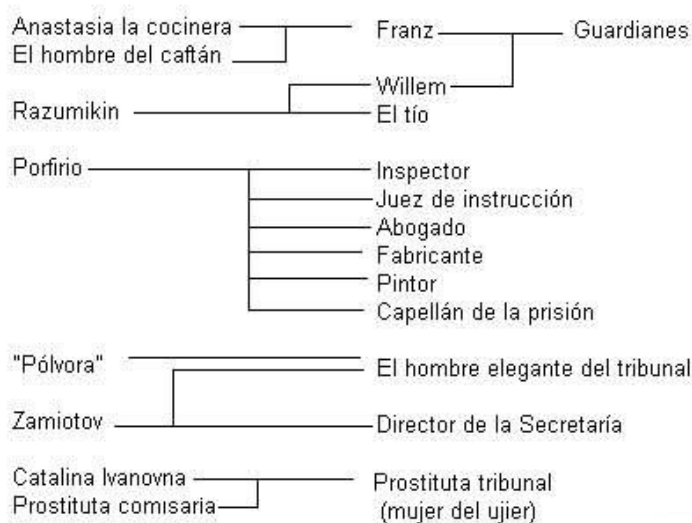 Anastasia la cocinera Franz Guardianes
El hombre del caftán
Willem
Razumikin El tío
Porfirio Inspector
Juez de instrucción
Abogado
Fabricante
Pintor
Capellán de la prisión
"Pólvora" El hombre elegante del tribunal
Zamiotov Director de la Secretaría
Catalina Ivanovna Prostituta tribunal
Prostituta comisaria (mujer del ujier)